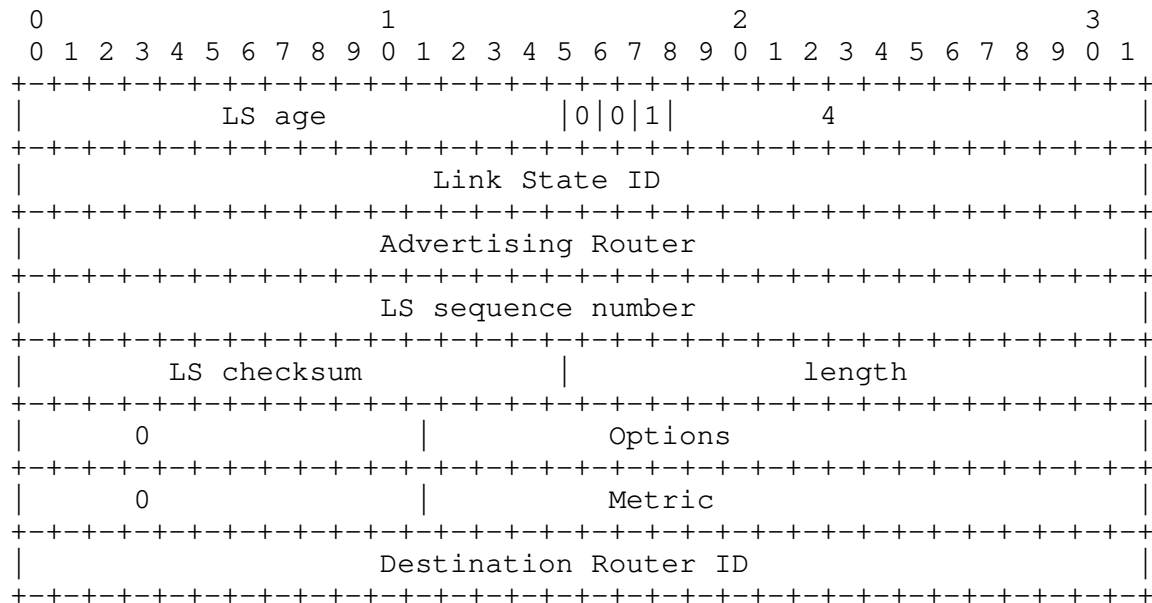 0                   1                   2                   3
0 1 2 3 4 5 6 7 8 9 0 1 2 3 4 5 6 7 8 9 0 1 2 3 4 5 6 7 8 9 0 1
+-+-+-+-+-+-+-+-+-+-+-+-+-+-+-+-+-+-+-+-+-+-+-+-+-+-+-+-+-+-+-+-+
|           LS age             |0|0|1|        4                 |
+-+-+-+-+-+-+-+-+-+-+-+-+-+-+-+-+-+-+-+-+-+-+-+-+-+-+-+-+-+-+-+-+
|                       Link State ID                           |
+-+-+-+-+-+-+-+-+-+-+-+-+-+-+-+-+-+-+-+-+-+-+-+-+-+-+-+-+-+-+-+-+
|                    Advertising Router                         |
+-+-+-+-+-+-+-+-+-+-+-+-+-+-+-+-+-+-+-+-+-+-+-+-+-+-+-+-+-+-+-+-+
|                    LS sequence number                         |
+-+-+-+-+-+-+-+-+-+-+-+-+-+-+-+-+-+-+-+-+-+-+-+-+-+-+-+-+-+-+-+-+
|        LS checksum           |             length             |
+-+-+-+-+-+-+-+-+-+-+-+-+-+-+-+-+-+-+-+-+-+-+-+-+-+-+-+-+-+-+-+-+
|      0               |          Options                       |
+-+-+-+-+-+-+-+-+-+-+-+-+-+-+-+-+-+-+-+-+-+-+-+-+-+-+-+-+-+-+-+-+
|      0               |          Metric                        |
+-+-+-+-+-+-+-+-+-+-+-+-+-+-+-+-+-+-+-+-+-+-+-+-+-+-+-+-+-+-+-+-+
|                    Destination Router ID                      |
+-+-+-+-+-+-+-+-+-+-+-+-+-+-+-+-+-+-+-+-+-+-+-+-+-+-+-+-+-+-+-+-+